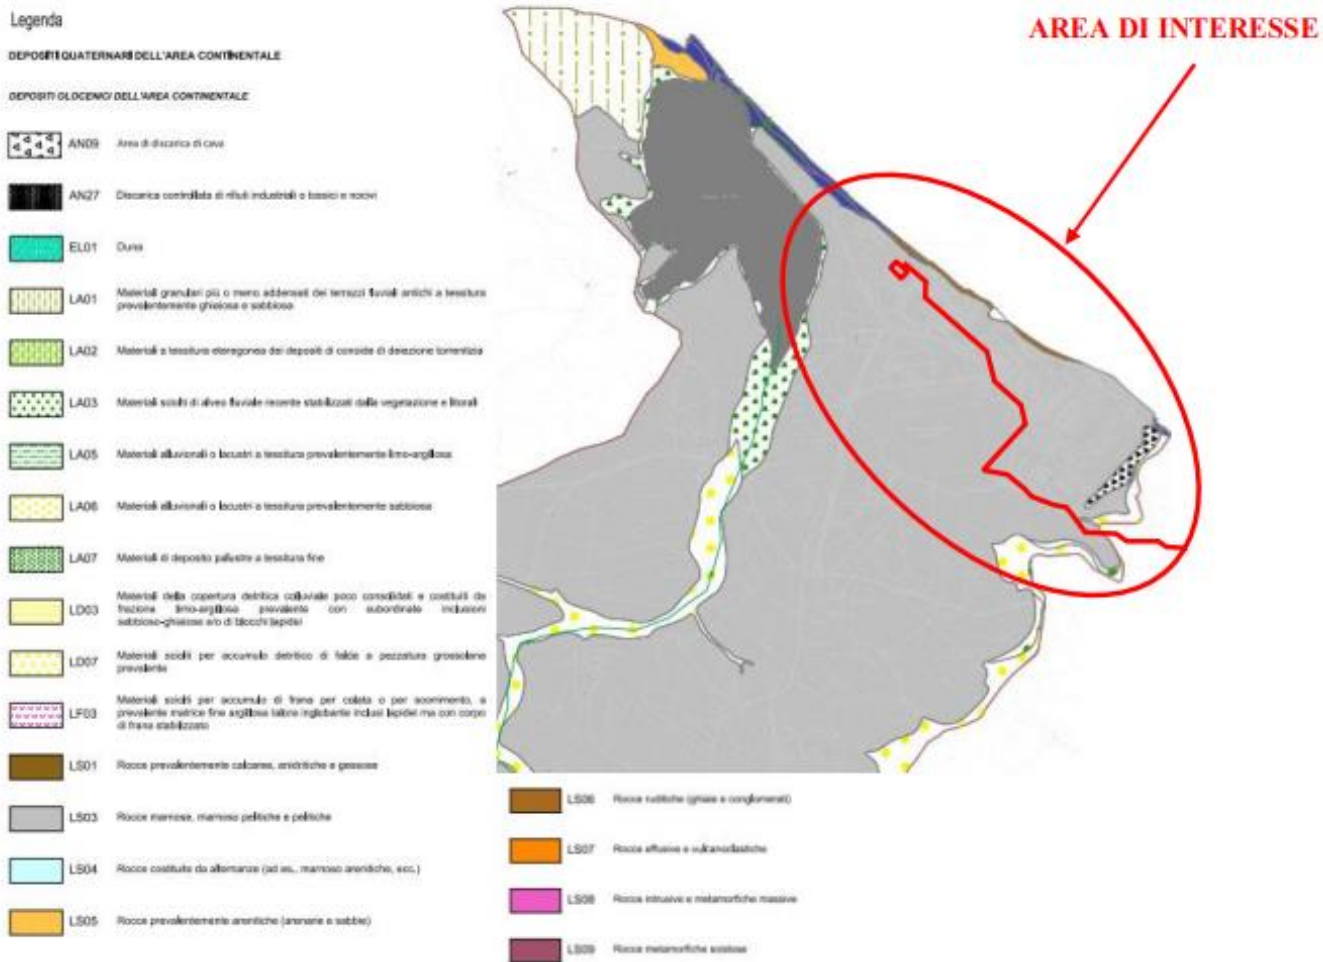 Legenda
DEPOSITI QUATERNARI DELL'AREA CONTINENTALE
DEPOSITI OLOCENICI DELL'AREA CONTINENTALE
AN09 Area di discarica di cava
AN27 Discarica controllata di rifiuti industriali o tossici e nocivi
EL01 Duna
LA01 Materiali granulari più o meno addensati dei terrazzi fluviali antichi a tessitura
prevalentemente ghiaiosa e sabbiosa
LA02 Materiali a tessitura eterogenea dei depositi di conoide di deiezione torrentizia
LA03 Materiali sciolti di alveo fluviale recente stabilizzati dalla vegetazione e litorali
LA05 Materiali alluvionali o lacustri a tessitura prevalentemente limo-argillosa
LA06 Materiali alluvionali o lacustri a tessitura prevalentemente sabbiosa
LA07 Materiali di deposito palustre a tessitura fine
LD03 Materiali della copertura detritica colluviale poco consolidati e costituiti da
frazione limo-argillosa prevalente con subordinate inclusioni
sabbioso-ghiaiose e/o di blocchi lapidei
LD07 Materiali sciolti per accumulo detritico di falda a pezzatura grossolana
prevalente
LF03 Materiali sciolti per accumulo di frana per colata o per scorrimento, a
prevalente matrice fine argillosa talora inglobante inclusi lapidei ma con corpo
di frana stabilizzato
LS01 Rocce prevalentemente calcaree, anidritiche e gessose
LS03 Rocce marnose, marnoso pelitiche e pelitiche
LS04 Rocce costituite da alternanze (ad es., marnoso arenitiche, ecc.)
LS05 Rocce prevalentemente arenitiche (arenarie e sabbie)
AREA DI INTERESSE
LS06 Rocce ruditiche (ghiaie e conglomerati)
LS07 Rocce effusive e vulcanoclastiche
LS08 Rocce intrusive e metamorfiche massive
LS09 Rocce metamorfiche scistose